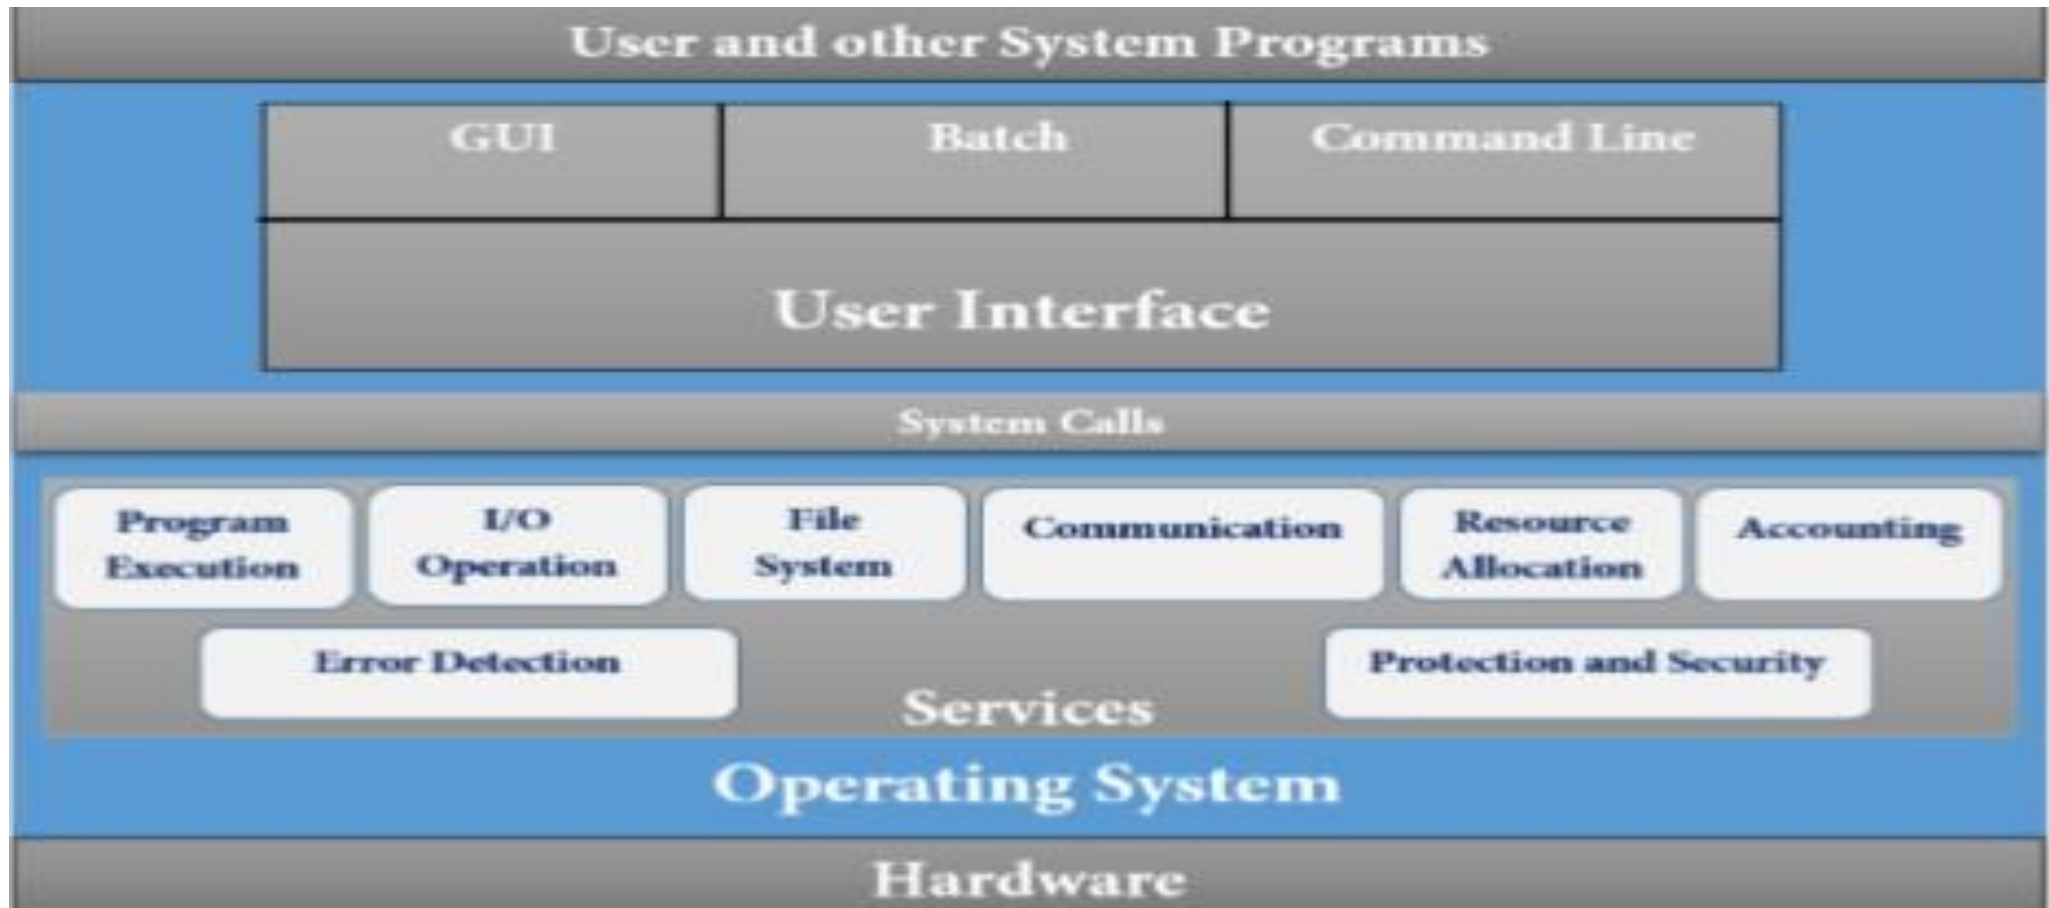 User and other System Programs
GUI
Batch
Command Line
User Interface
System Calls
Program
Execution
I/O
Operation
File
System
Communication
Resource
Allocation
Accounting
Error Detection
Protection and Security
Services
Operating System
Hardware